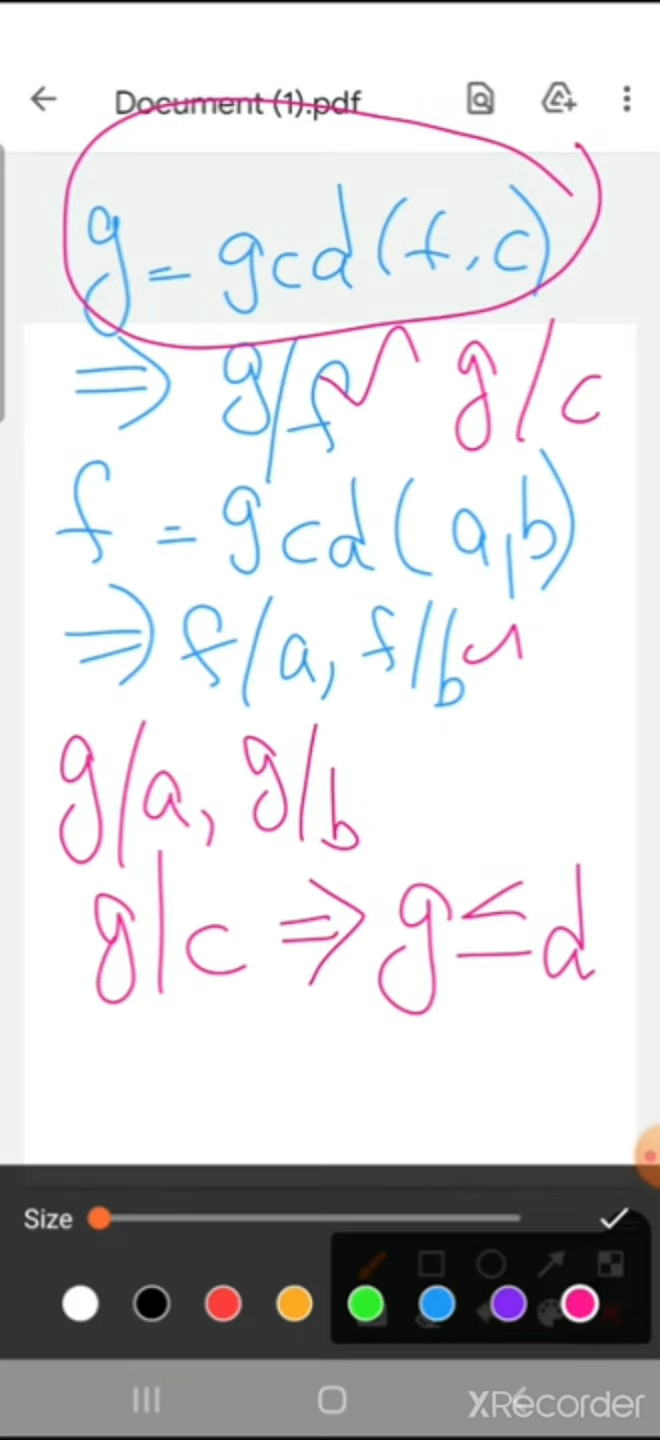 Document (1).pdf
g = gcd(f,c)
⇒ g/f g/c
f = gcd(a,b)
⇒ f/a, f/b
g/a, g/b
g/c ⇒ g ≤ d
Size
XRecorder